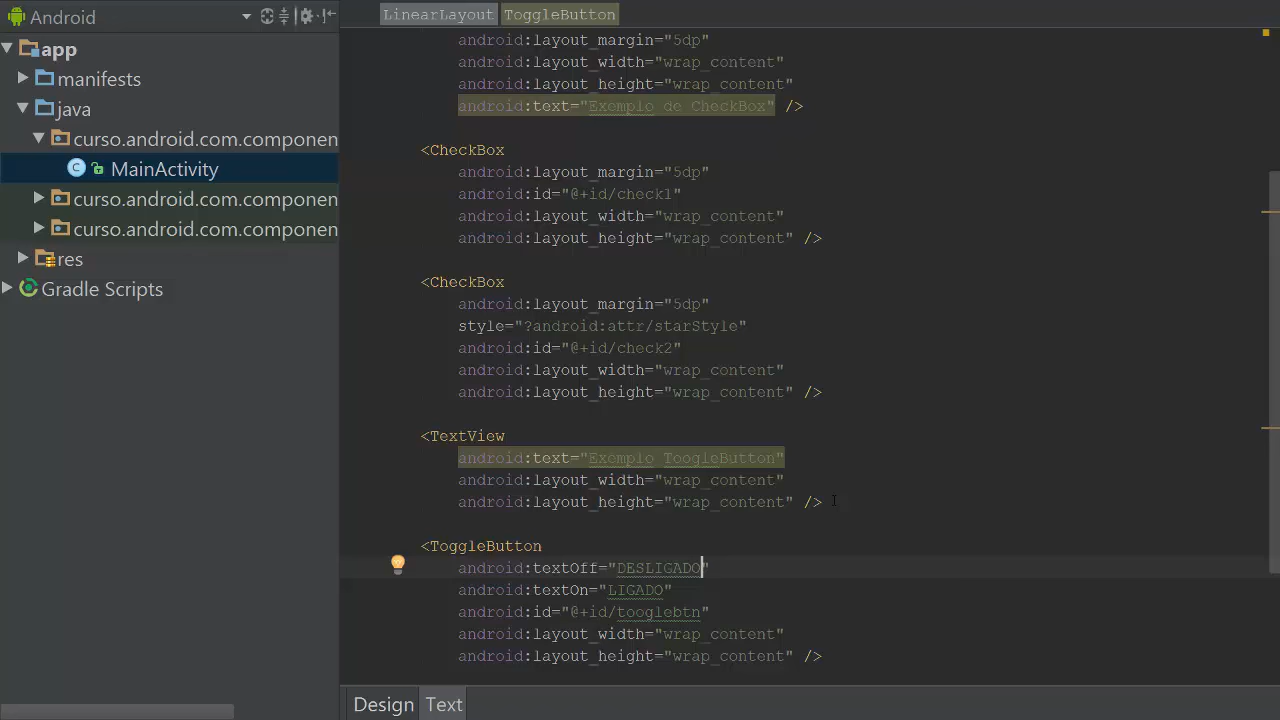 Android
app
manifests
java
curso.android.com.componen
MainActivity
curso.android.com.componen
curso.android.com.componen
res
Gradle Scripts
LinearLayout ToggleButton
android:layout_margin="5dp"
android:layout_width="wrap_content"
android:layout_height="wrap_content"
android:text="Exemplo de CheckBox" />
<CheckBox
android:layout_margin="5dp"
android:id="@+id/check1"
android:layout_width="wrap_content"
android:layout_height="wrap_content" />
<CheckBox
android:layout_margin="5dp"
style="?android:attr/starStyle"
android:id="@+id/check2"
android:layout_width="wrap_content"
android:layout_height="wrap_content" />
<TextView
android:text="Exemplo ToogleButton"
android:layout_width="wrap_content"
android:layout_height="wrap_content" />
<ToggleButton
android:textOff="DESLIGADO"
android:textOn="LIGADO"
android:id="@+id/tooglebtn"
android:layout_width="wrap_content"
android:layout_height="wrap_content" />
Design Text